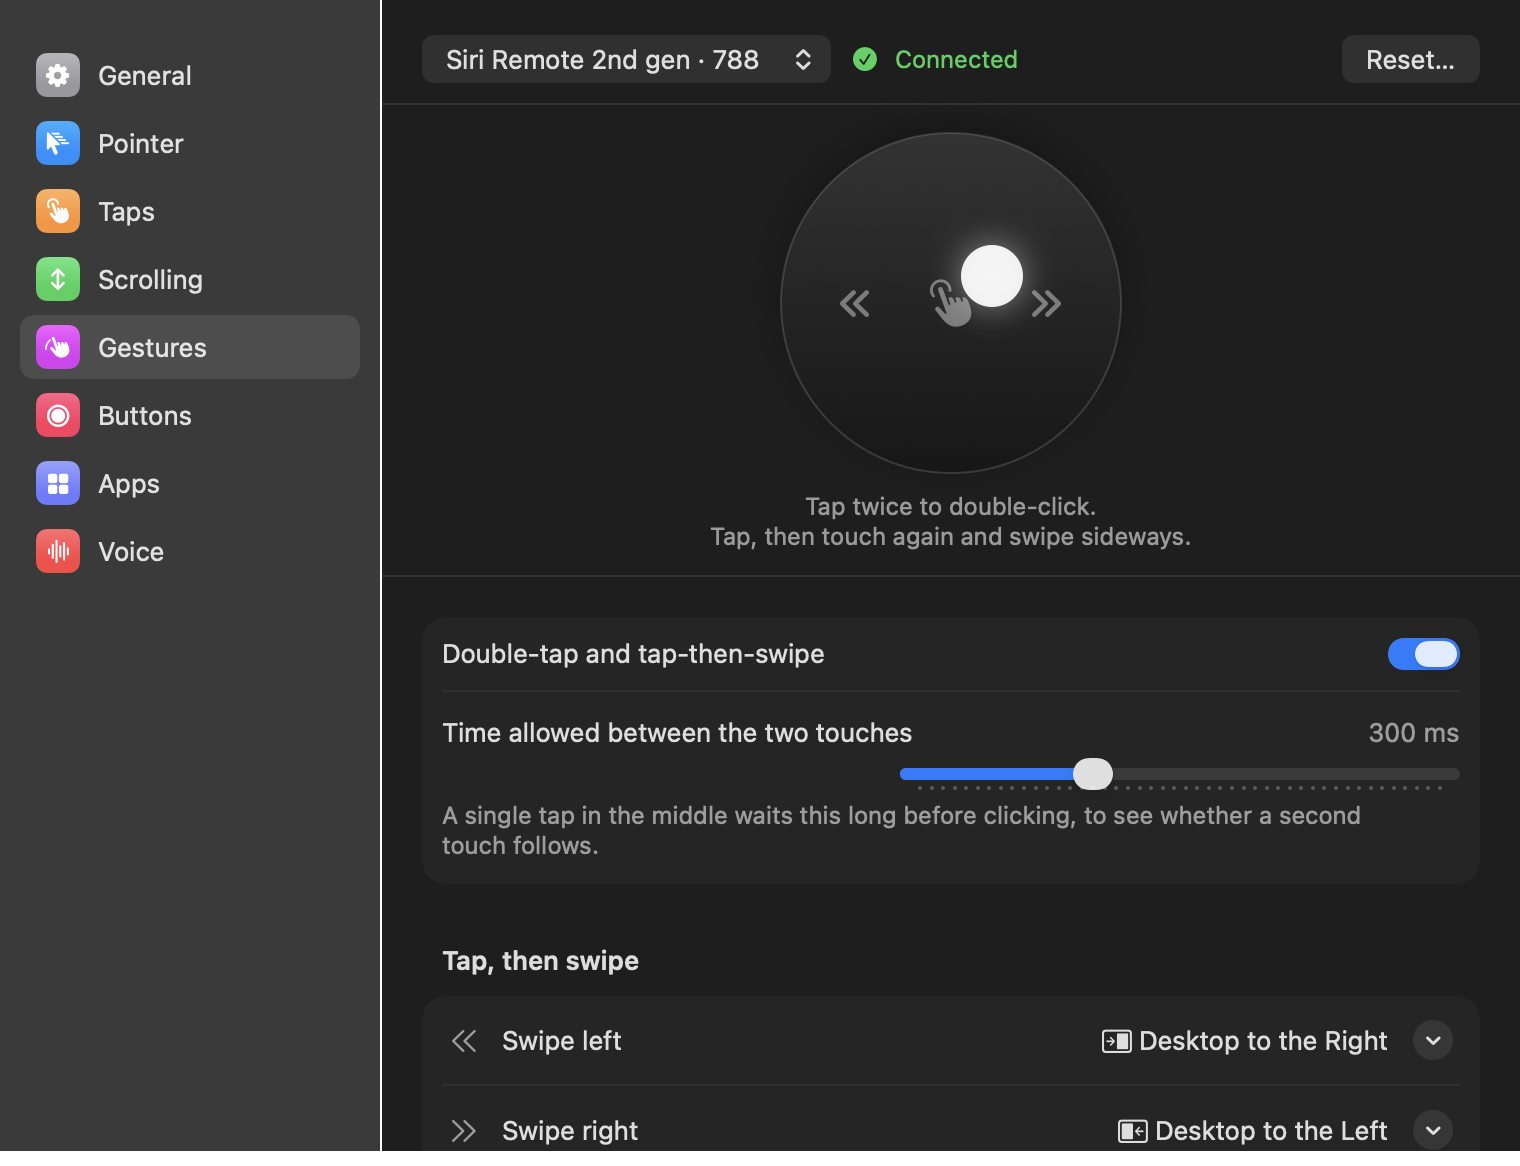 General
Pointer
Taps
Scrolling
Gestures
Buttons
Apps
Voice
Siri Remote 2nd gen · 788
Connected
Reset...
Tap twice to double-click.
Tap, then touch again and swipe sideways.
Double-tap and tap-then-swipe
Time allowed between the two touches
300 ms
A single tap in the middle waits this long before clicking, to see whether a second
touch follows.
Tap, then swipe
Swipe left
Desktop to the Right
Swipe right
Desktop to the Left